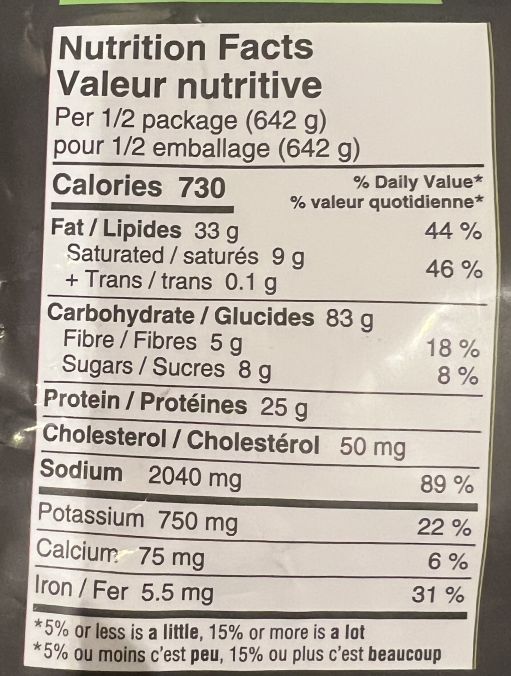 Nutrition Facts
Valeur nutritive
Per 1/2 package (642 g)
pour 1/2 emballage (642 g)
Calories 730
% Daily Value*
% valeur quotidienne*
Fat / Lipides 33 g 44 %
Saturated / saturés 9 g
+ Trans / trans 0.1 g 46 %
Carbohydrate / Glucides 83 g
Fibre / Fibres 5 g 18 %
Sugars / Sucres 8 g 8 %
Protein / Protéines 25 g
Cholesterol / Cholestérol 50 mg
Sodium 2040 mg 89 %
Potassium 750 mg 22 %
Calcium 75 mg 6 %
Iron / Fer 5.5 mg 31 %
*5% or less is a little, 15% or more is a lot
*5% ou moins c'est peu, 15% ou plus c'est beaucoup